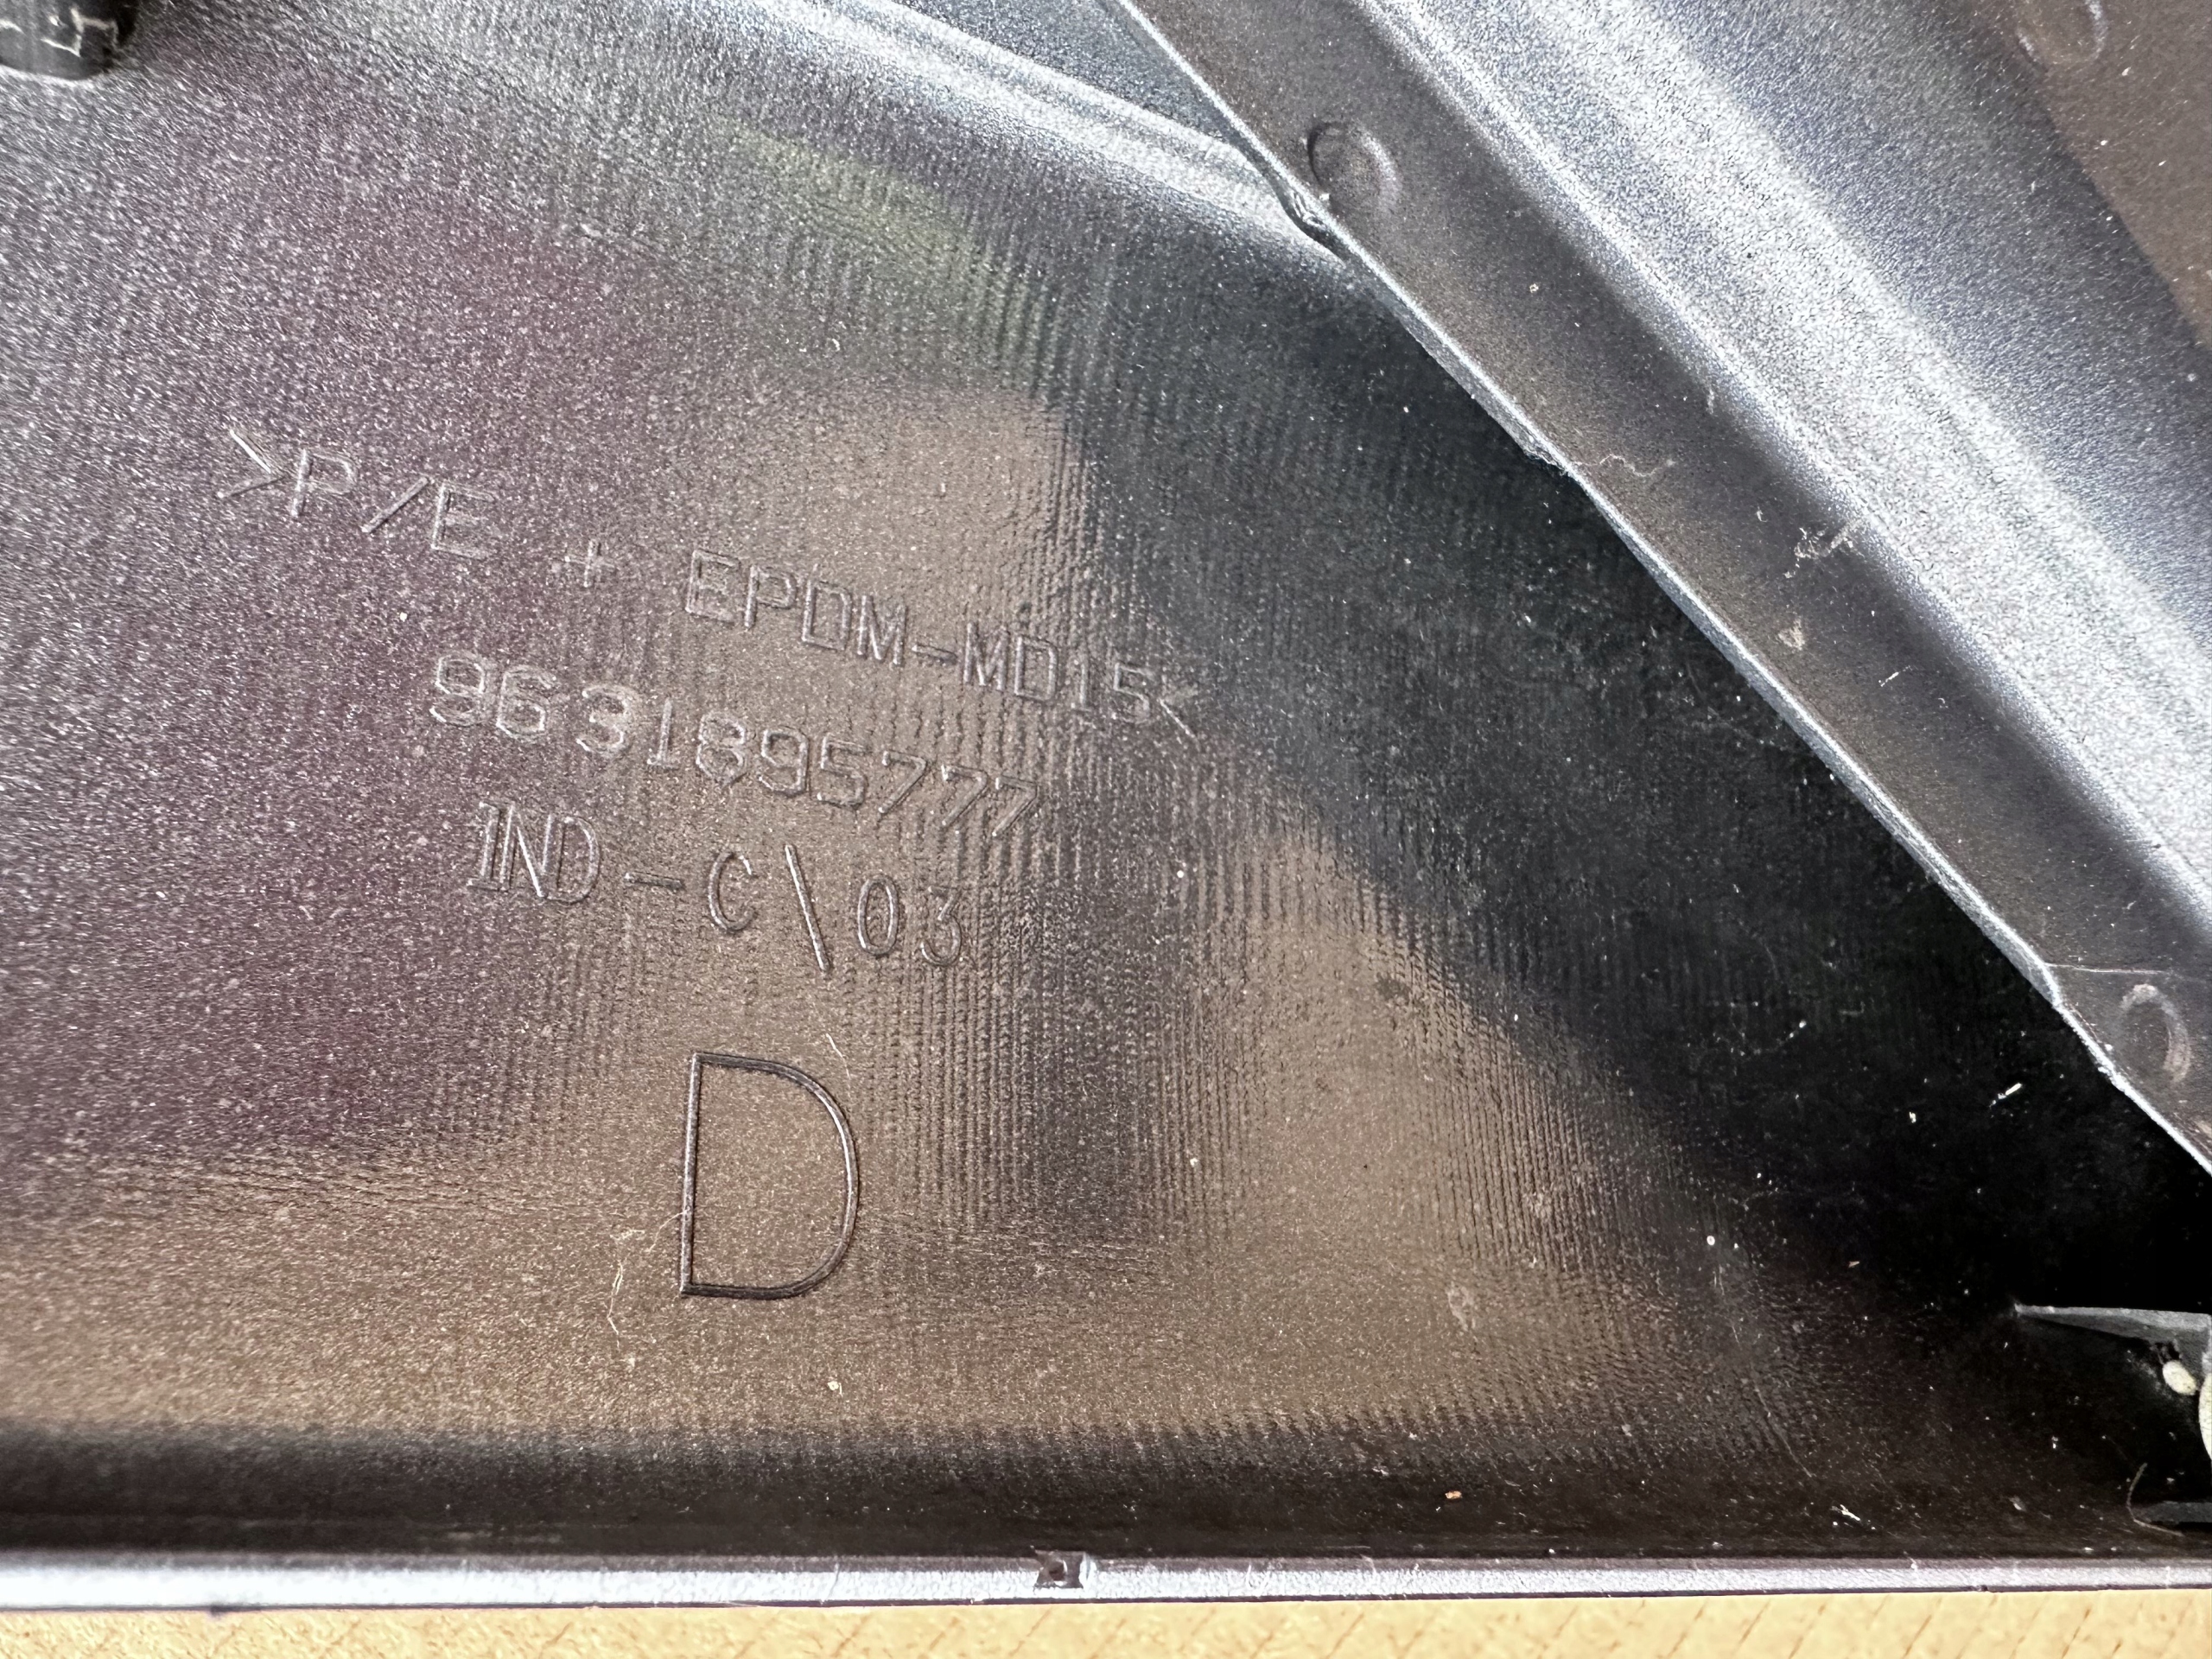 >P/E + EPDM-MD15<
9631895777
IND-C\03
D